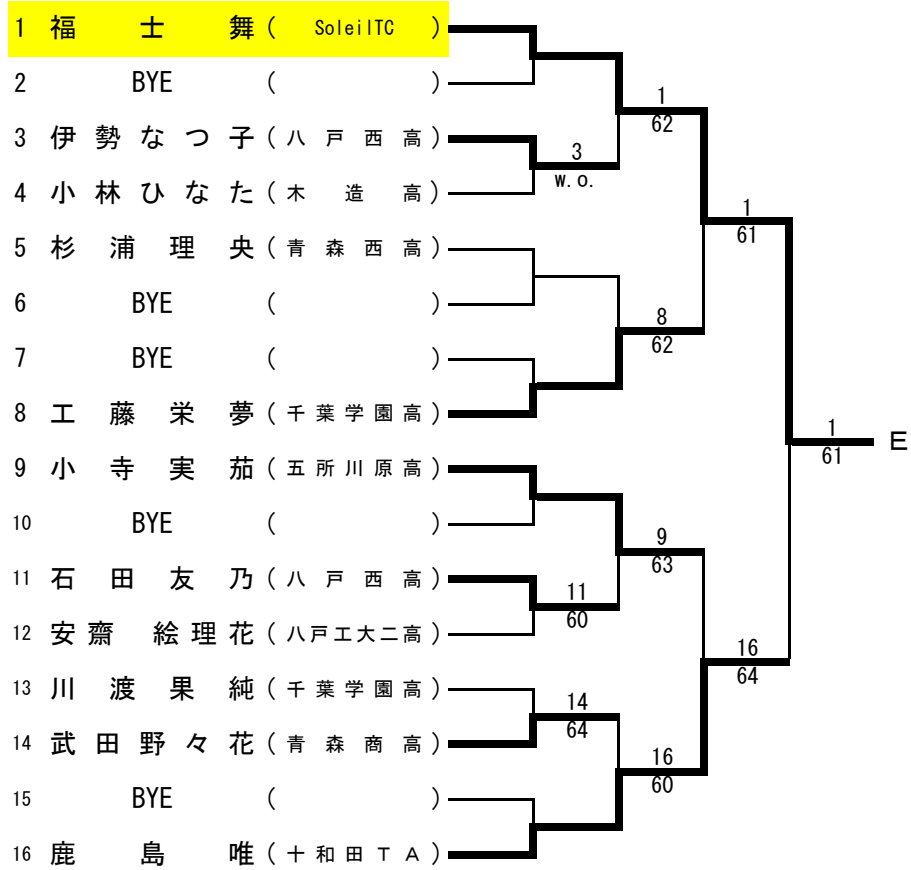 1 福士舞 ( SoleilTC )
2 BYE ( )
1
62
3 伊勢なつ子 ( 八戸西高 )
3
w.o.
4 小林ひなた ( 木造高 )
1
61
5 杉浦理央 ( 青森西高 )
6 BYE ( )
8
62
7 BYE ( )
8 工藤栄夢 ( 千葉学園高 )
1
61
E
9 小寺実茄 ( 五所川原高 )
10 BYE ( )
9
63
11 石田友乃 ( 八戸西高 )
11
60
12 安齋絵理花 ( 八戸工大二高 )
16
64
13 川渡果純 ( 千葉学園高 )
14
64
14 武田野々花 ( 青森商高 )
16
60
15 BYE ( )
16 鹿島唯 ( 十和田TA )